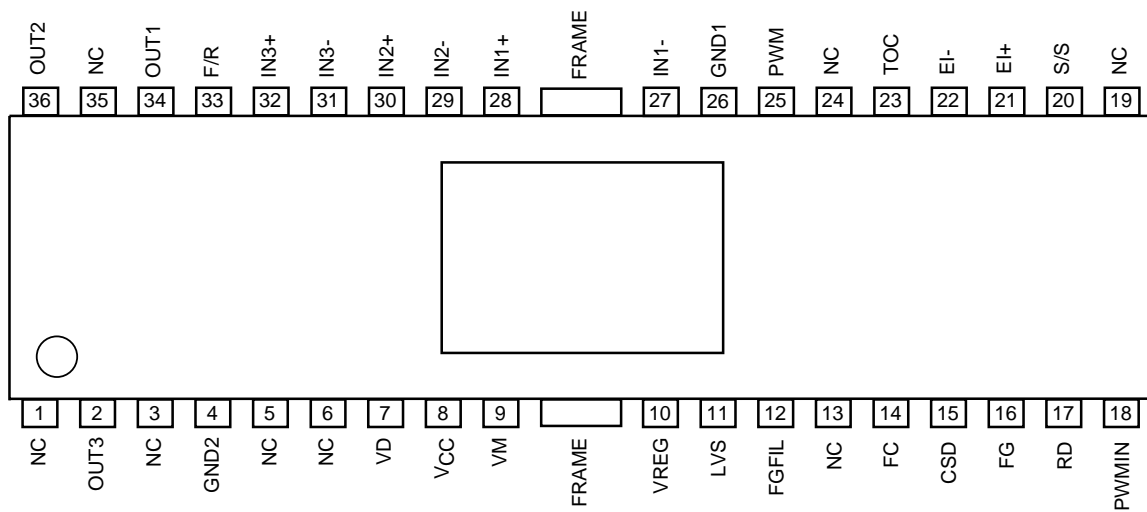 OUT2 NC OUT1 F/R IN3+ IN3- IN2+ IN2- IN1+ FRAME IN1- GND1 PWM NC TOC EI- EI+ S/S NC
36 35 34 33 32 31 30 29 28 27 26 25 24 23 22 21 20 19
1 2 3 4 5 6 7 8 9 10 11 12 13 14 15 16 17 18
NC OUT3 NC GND2 NC NC VD VCC VM FRAME VREG LVS FGFIL NC FC CSD FG RD PWMIN